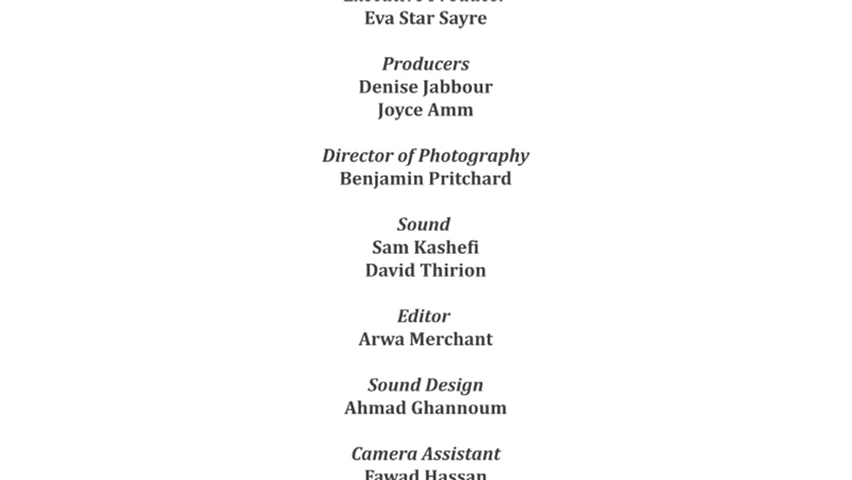 Executive Producer
Eva Star Sayre
Producers
Denise Jabbour
Joyce Amm
Director of Photography
Benjamin Pritchard
Sound
Sam Kashefi
David Thirion
Editor
Arwa Merchant
Sound Design
Ahmad Ghannoum
Camera Assistant
Fawad Hassan